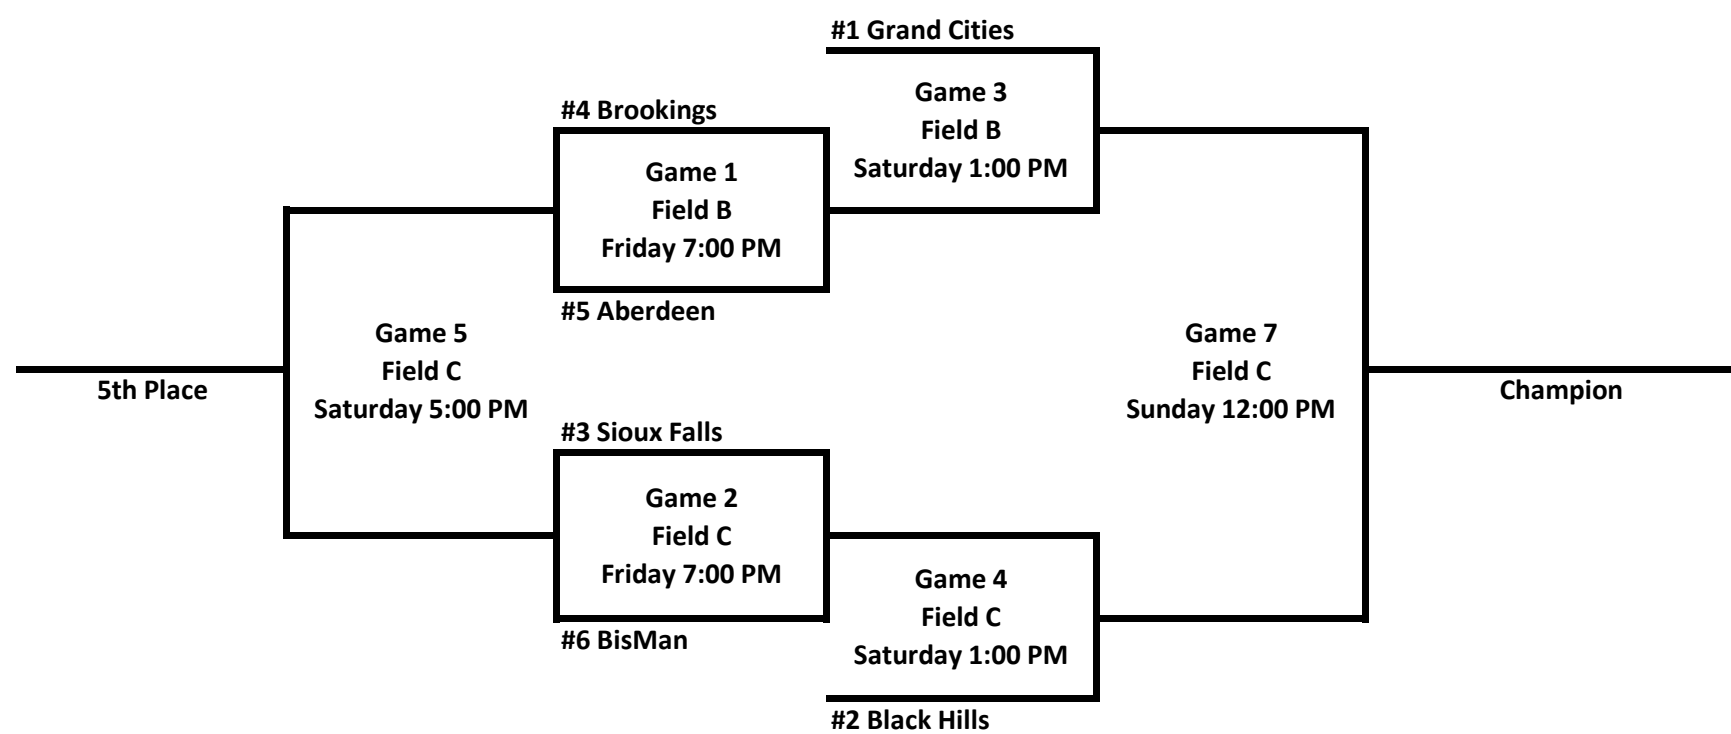 #1 Grand Cities
Game 3
Field B
Saturday 1:00 PM
#4 Brookings
Game 1
Field B
Friday 7:00 PM
#5 Aberdeen
Game 5
Field C
Saturday 5:00 PM
5th Place
Game 7
Field C
Sunday 12:00 PM
Champion
#3 Sioux Falls
Game 2
Field C
Friday 7:00 PM
#6 BisMan
Game 4
Field C
Saturday 1:00 PM
#2 Black Hills